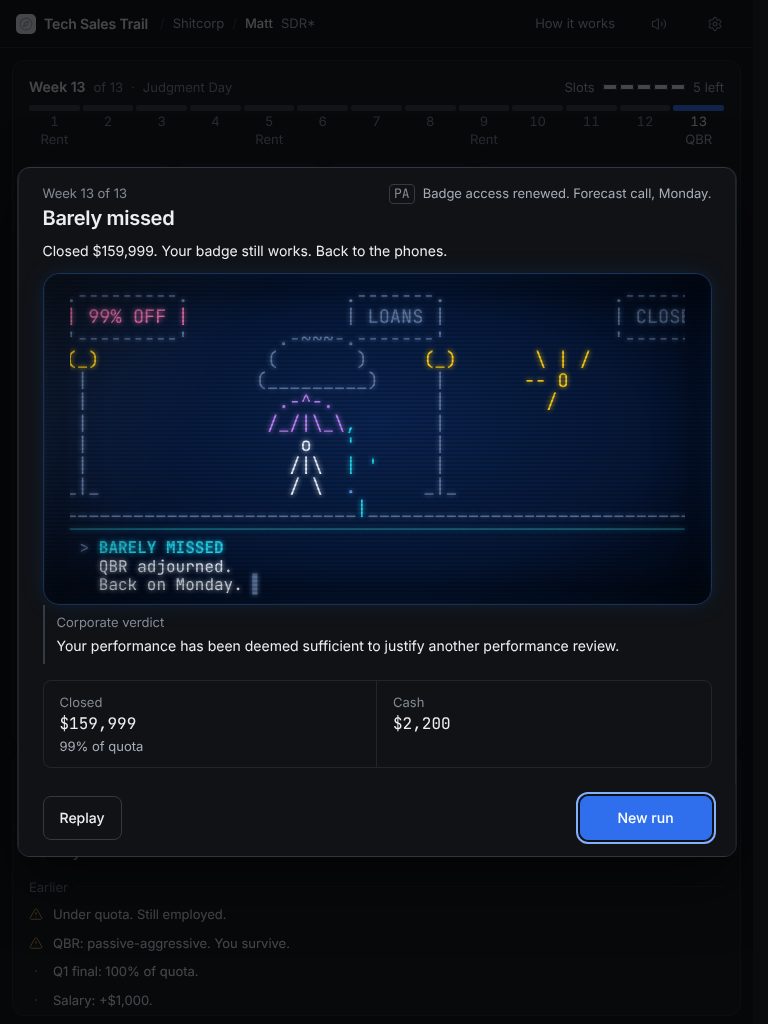 Tech Sales Trail / Shitcorp / Matt SDR* How it works
Week 13 of 13 · Judgment Day Slots 5 left
1 2 3 4 5 6 7 8 9 10 11 12 13
Rent Rent Rent QBR
Week 13 of 13 PA Badge access renewed. Forecast call, Monday.
Barely missed
Closed $159,999. Your badge still works. Back to the phones.
99% OFF LOANS CLOSE
> BARELY MISSED
QBR adjourned.
Back on Monday.
Corporate verdict
Your performance has been deemed sufficient to justify another performance review.
Closed Cash
$159,999 $2,200
99% of quota
Replay New run
Earlier
Under quota. Still employed.
QBR: passive-aggressive. You survive.
· Q1 final: 100% of quota.
· Salary: +$1,000.